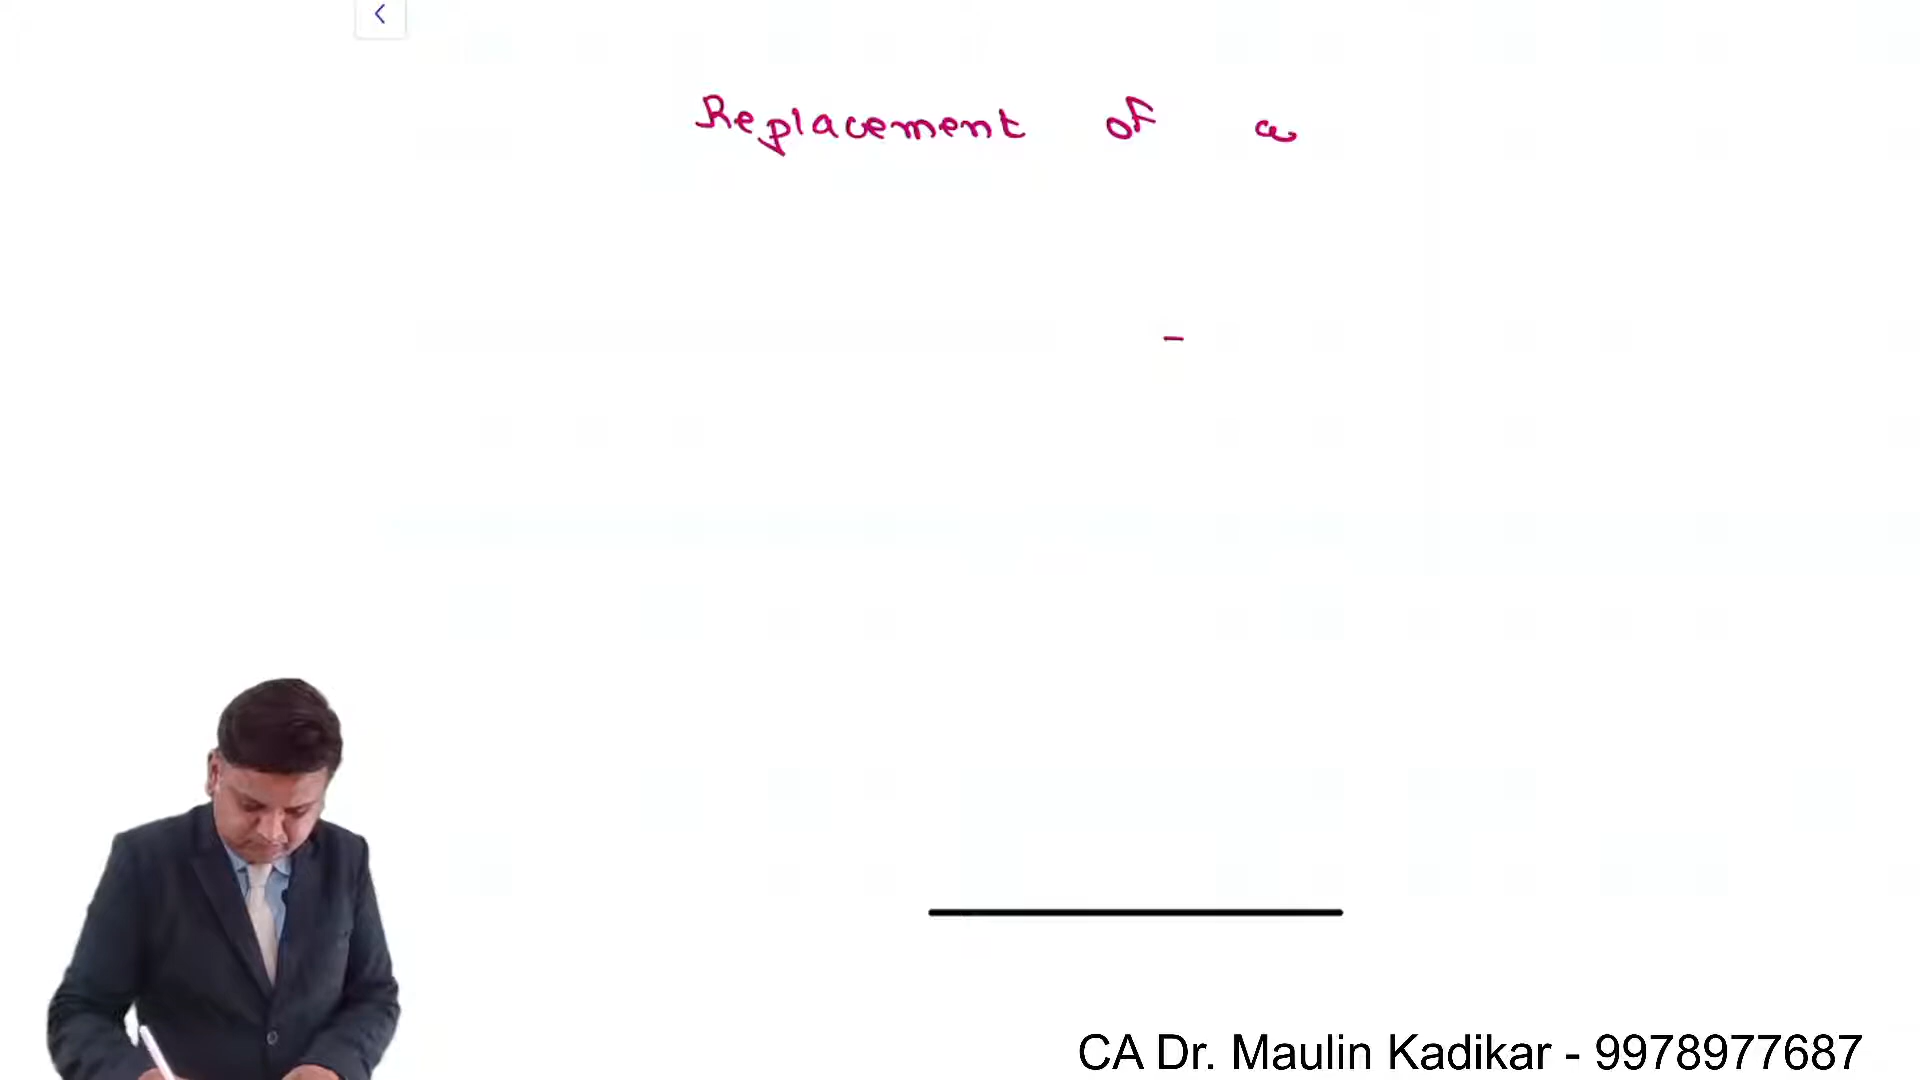 Replacement of a
-
CA Dr. Maulin Kadikar - 9978977687